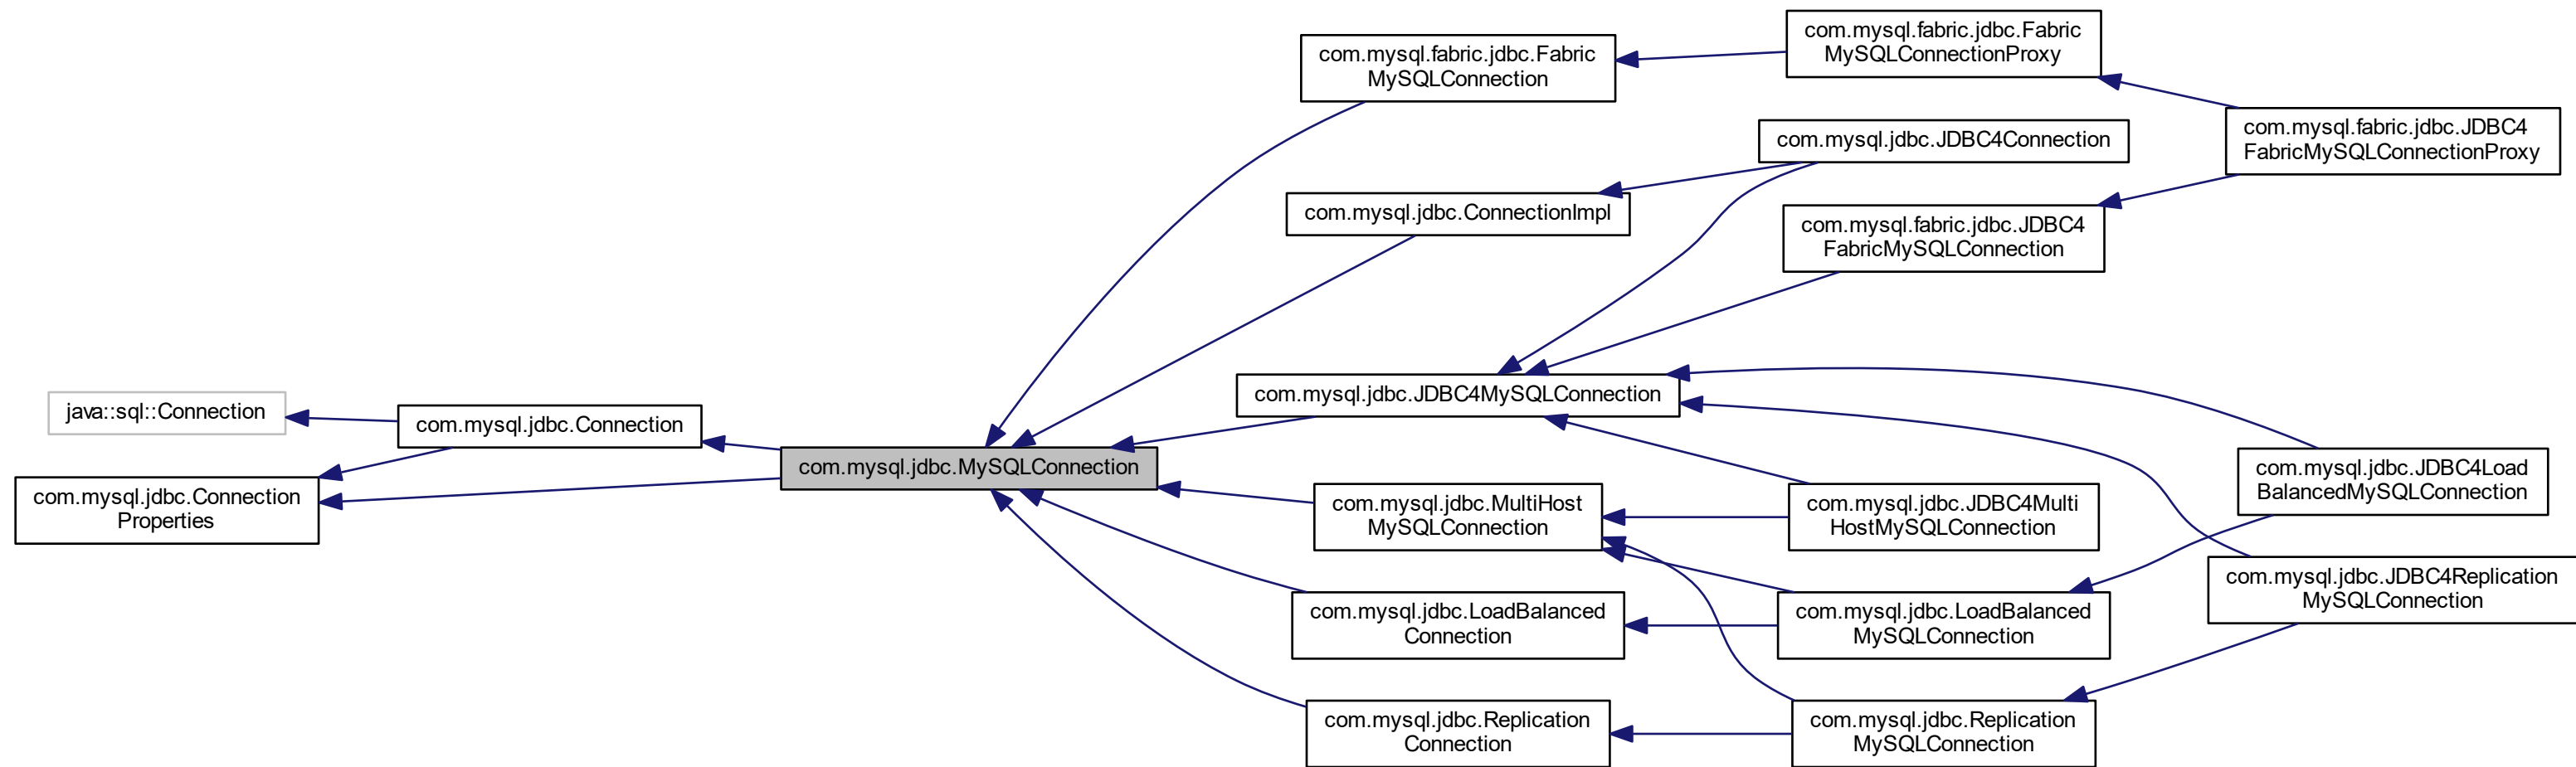 com.mysql.fabric.jdbc.Fabric
MySQLConnectionProxy
com.mysql.fabric.jdbc.Fabric
MySQLConnection
com.mysql.fabric.jdbc.JDBC4
FabricMySQLConnectionProxy
com.mysql.jdbc.JDBC4Connection
com.mysql.jdbc.ConnectionImpl
com.mysql.fabric.jdbc.JDBC4
FabricMySQLConnection
com.mysql.jdbc.JDBC4MySQLConnection
java::sql::Connection
com.mysql.jdbc.Connection
com.mysql.jdbc.MySQLConnection
com.mysql.jdbc.Connection
Properties
com.mysql.jdbc.JDBC4Load
BalancedMySQLConnection
com.mysql.jdbc.MultiHost
MySQLConnection
com.mysql.jdbc.JDBC4Multi
HostMySQLConnection
com.mysql.jdbc.JDBC4Replication
MySQLConnection
com.mysql.jdbc.LoadBalanced
Connection
com.mysql.jdbc.LoadBalanced
MySQLConnection
com.mysql.jdbc.Replication
Connection
com.mysql.jdbc.Replication
MySQLConnection